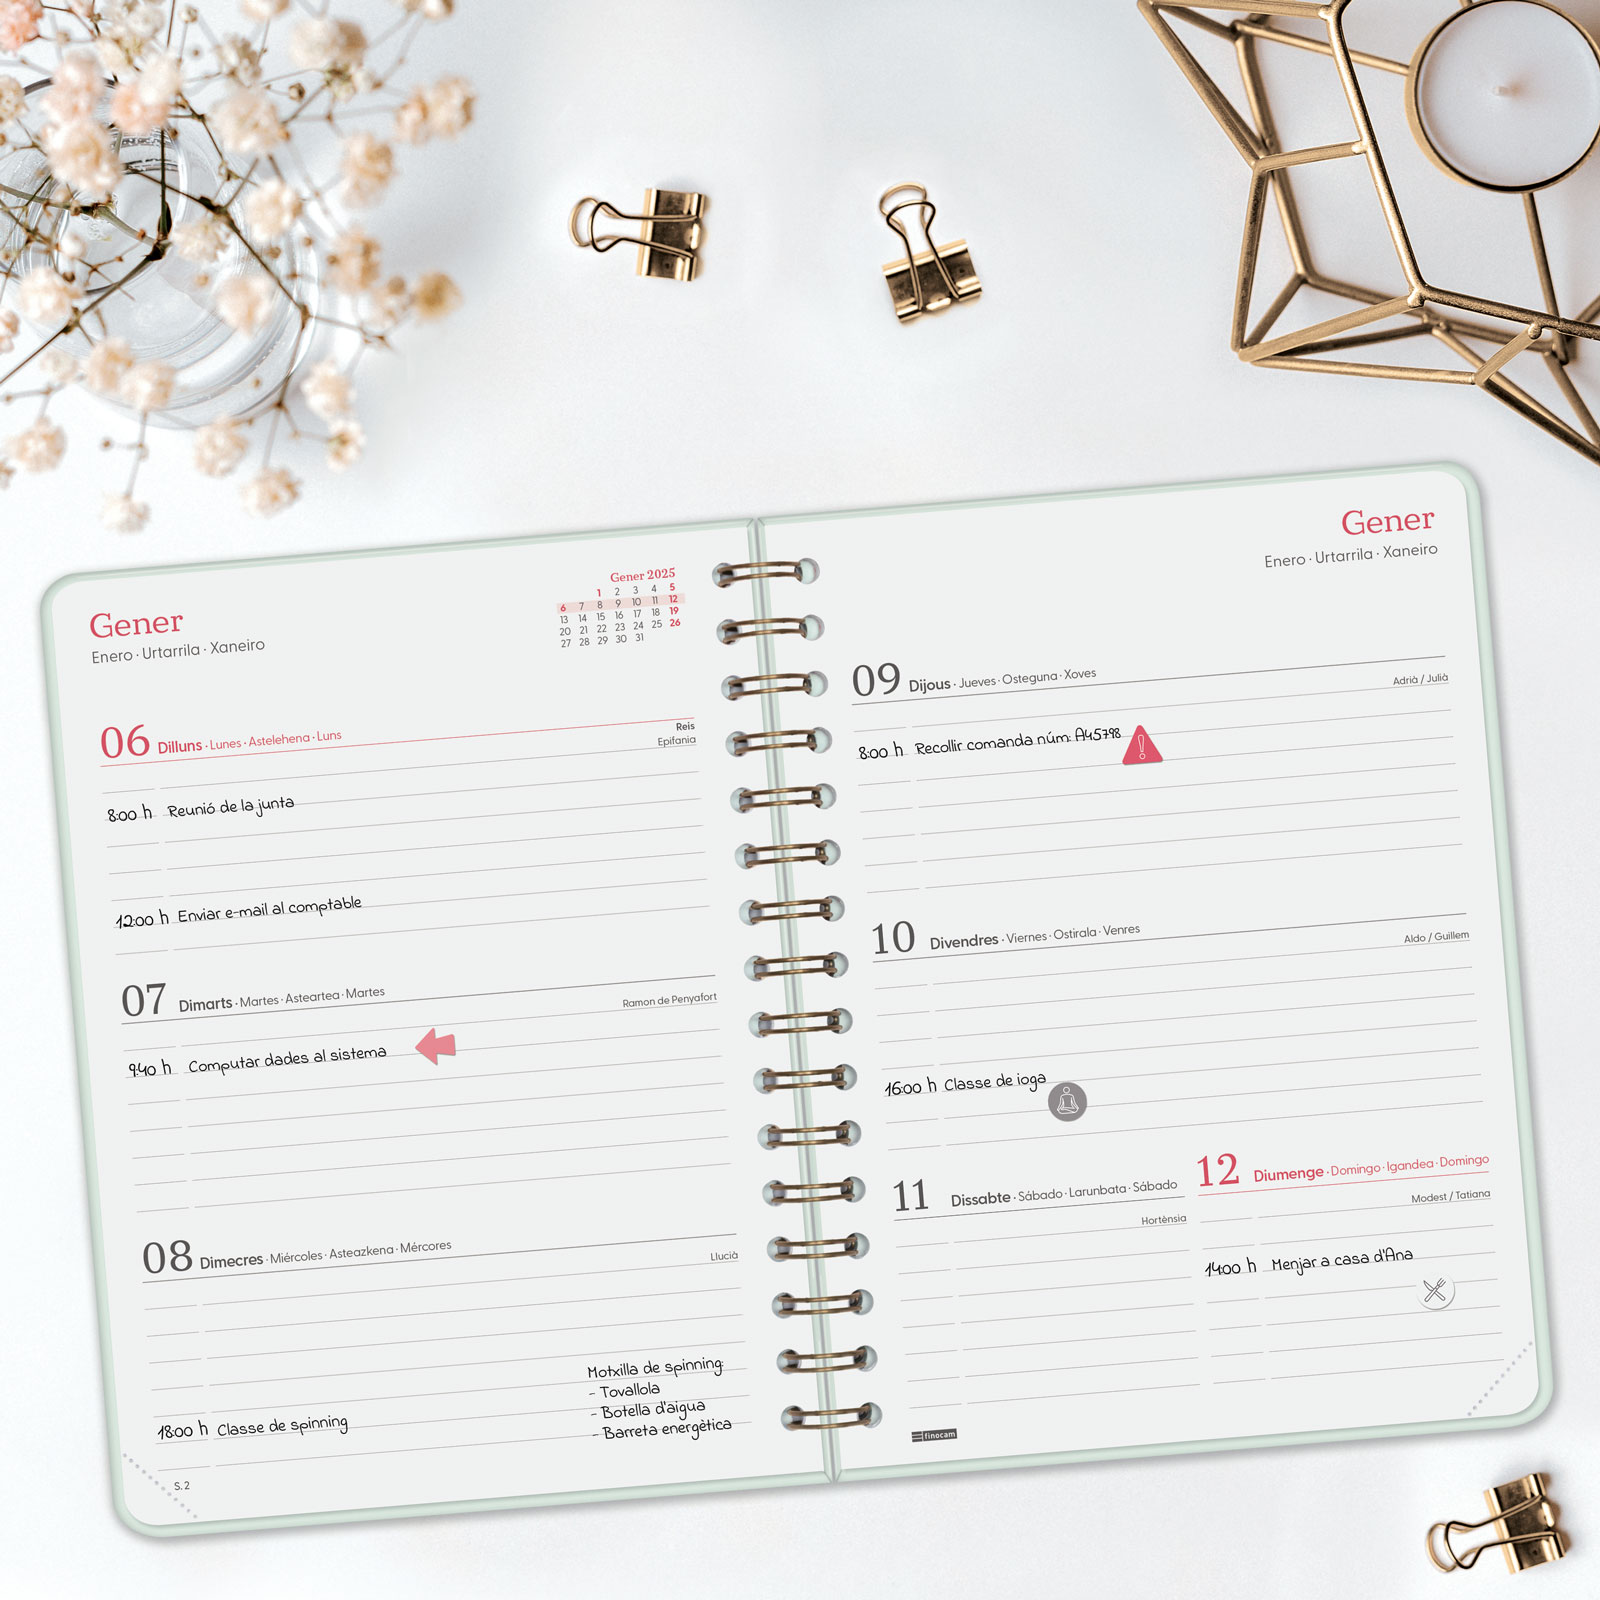 Gener
Enero · Urtarrila · Xaneiro
Gener 2025
1 2 3 4 5
6 7 8 9 10 11 12
13 14 15 16 17 18 19
20 21 22 23 24 25 26
27 28 29 30 31
06 Dilluns · Lunes · Astelehena · Luns
Reis
Epifania
8:00 h Reunió de la junta
12:00 h Enviar e-mail al comptable
07 Dimarts · Martes · Asteartea · Martes
Ramon de Penyafort
9:40 h Computar dades al sistema
08 Dimecres · Miércoles · Asteazkena · Mércores
Llucià
Motxilla de spinning:
- Tovallola
- Botella d'aigua
- Barreta energètica
18:00 h Classe de spinning
S. 2
Gener
Enero · Urtarrila · Xaneiro
09 Dijous · Jueves · Osteguna · Xoves
Adrià / Julià
8:00 h Recollir comanda núm: A45798
10 Divendres · Viernes · Ostirala · Venres
Aldo / Guillem
16:00 h Classe de ioga
11 Dissabte · Sábado · Larunbata · Sábado
Hortènsia
12 Diumenge · Domingo · Igandea · Domingo
Modest / Tatiana
14:00 h Menjar a casa d'Ana
finocam